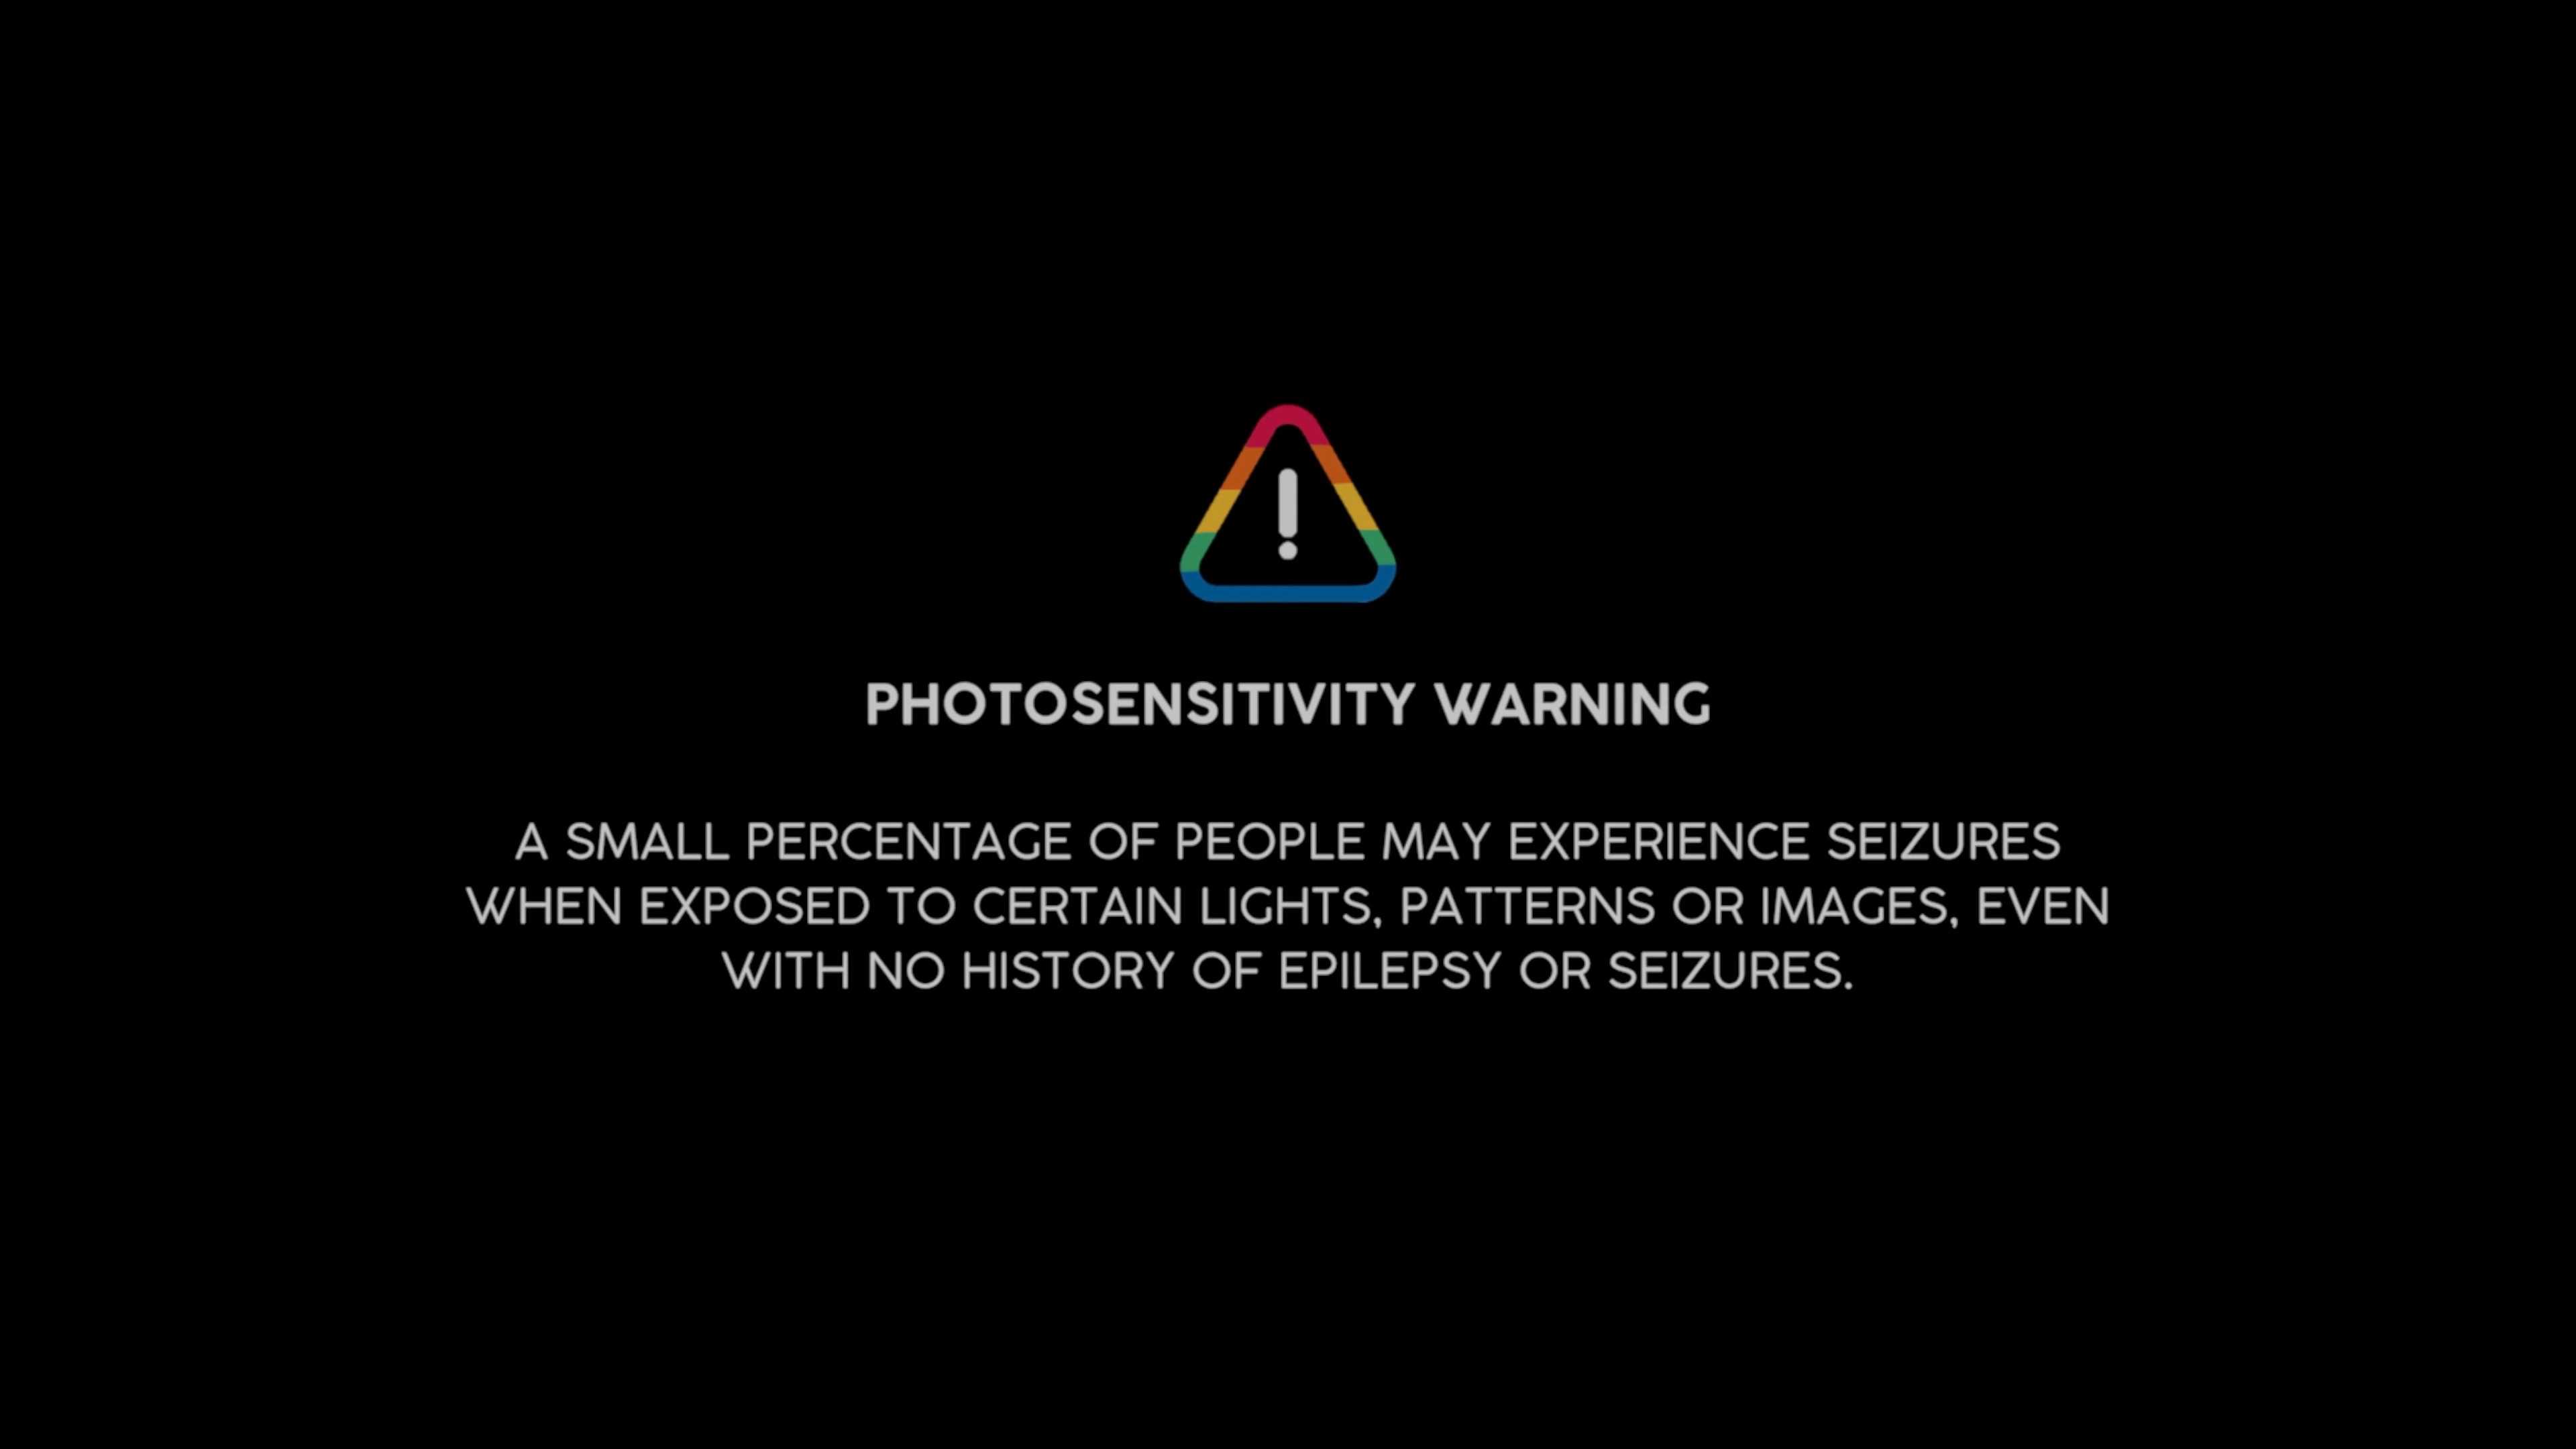 PHOTOSENSITIVITY WARNING
A SMALL PERCENTAGE OF PEOPLE MAY EXPERIENCE SEIZURES
WHEN EXPOSED TO CERTAIN LIGHTS, PATTERNS OR IMAGES, EVEN
WITH NO HISTORY OF EPILEPSY OR SEIZURES.